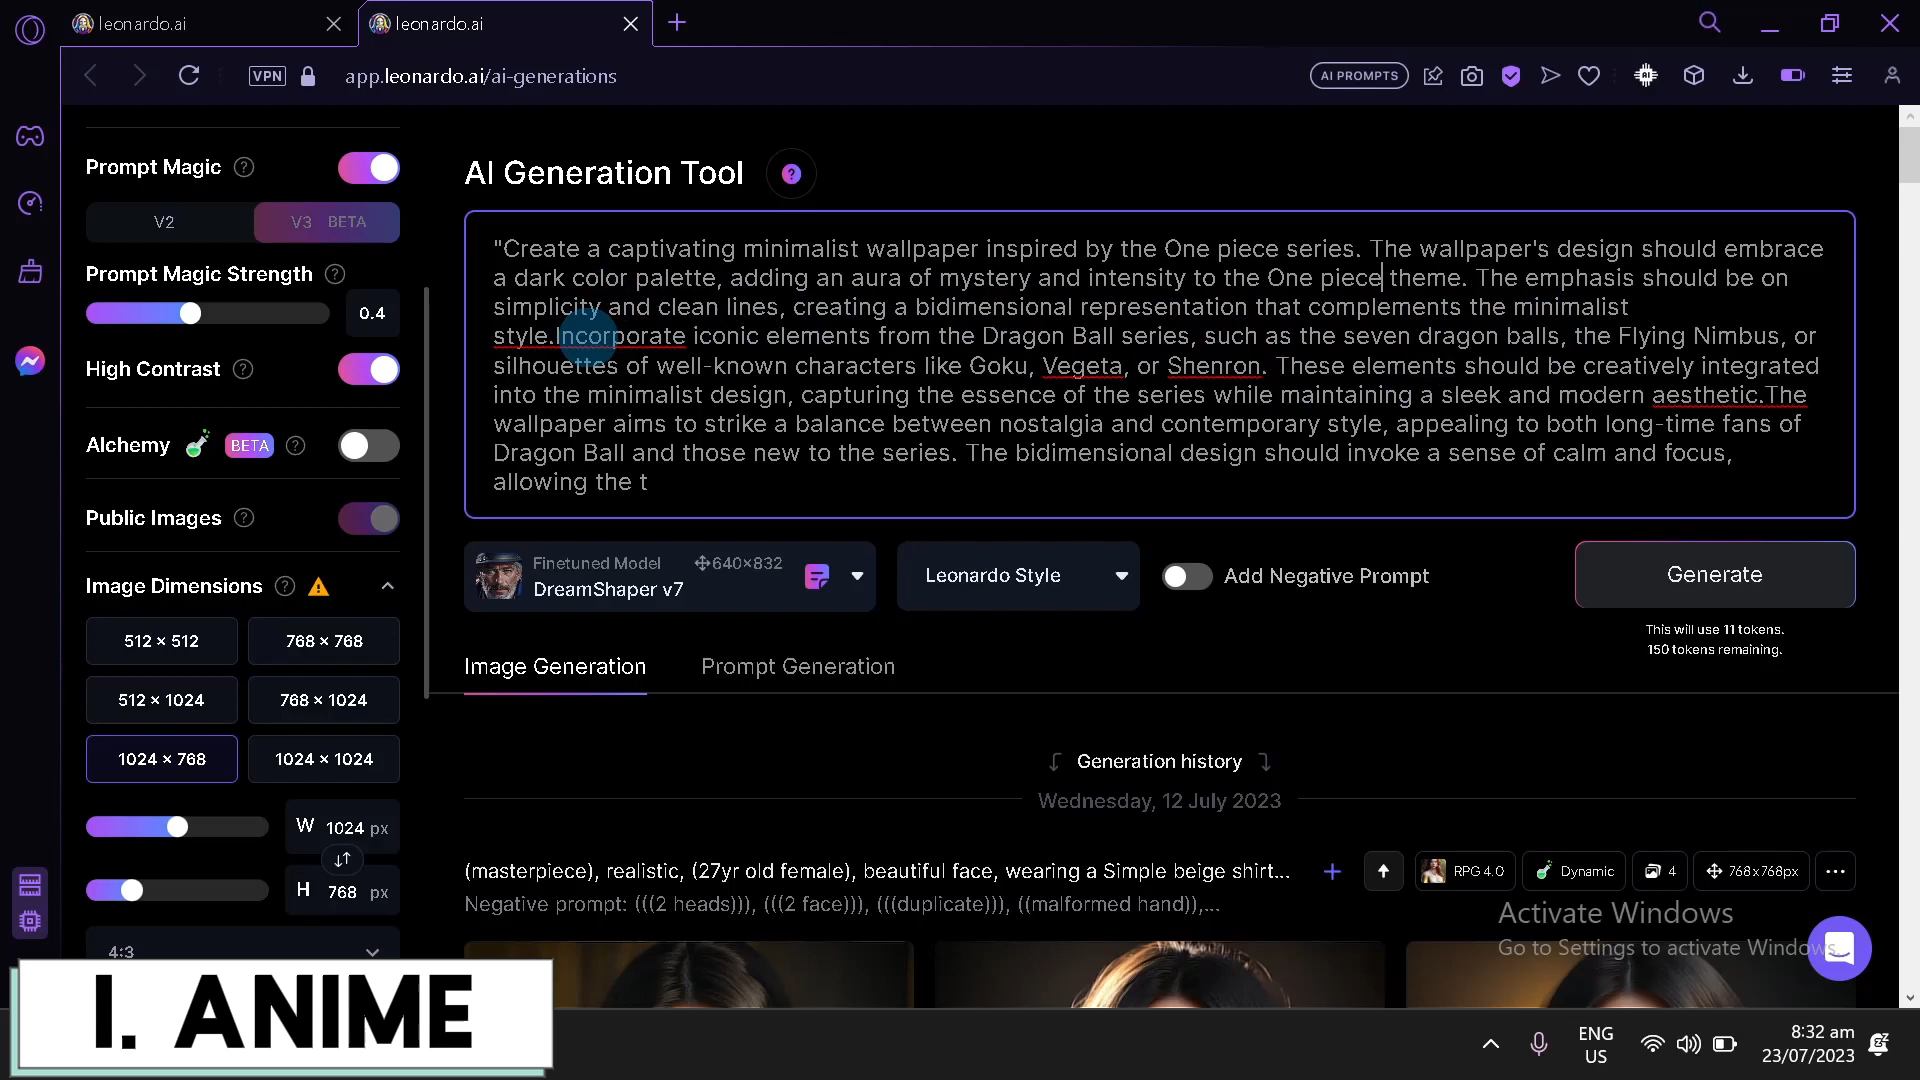 leonardo.ai
leonardo.ai
VPN
app.leonardo.ai/ai-generations
AI PROMPTS
Prompt Magic
V2
V3 BETA
Prompt Magic Strength
0.4
High Contrast
Alchemy BETA
Public Images
Image Dimensions
512 × 512
768 × 768
512 × 1024
768 × 1024
1024 × 768
1024 × 1024
W 1024 px
H 768 px
4:3
AI Generation Tool
"Create a captivating minimalist wallpaper inspired by the One piece series. The wallpaper's design should embrace
a dark color palette, adding an aura of mystery and intensity to the One piece theme. The emphasis should be on
simplicity and clean lines, creating a bidimensional representation that complements the minimalist
style.Incorporate iconic elements from the Dragon Ball series, such as the seven dragon balls, the Flying Nimbus, or
silhouettes of well-known characters like Goku, Vegeta, or Shenron. These elements should be creatively integrated
into the minimalist design, capturing the essence of the series while maintaining a sleek and modern aesthetic.The
wallpaper aims to strike a balance between nostalgia and contemporary style, appealing to both long-time fans of
Dragon Ball and those new to the series. The bidimensional design should invoke a sense of calm and focus,
allowing the t
Finetuned Model
640×832
DreamShaper v7
Leonardo Style
Add Negative Prompt
Generate
This will use 11 tokens.
150 tokens remaining.
Image Generation
Prompt Generation
Generation history
Wednesday, 12 July 2023
(masterpiece), realistic, (27yr old female), beautiful face, wearing a Simple beige shirt...
RPG 4.0
Dynamic
4
768x768px
Negative prompt: (((2 heads))), (((2 face))), (((duplicate))), ((malformed hand)),...
Activate Windows
Go to Settings to activate Windows.
I. ANIME
ENG
US
8:32 am
23/07/2023